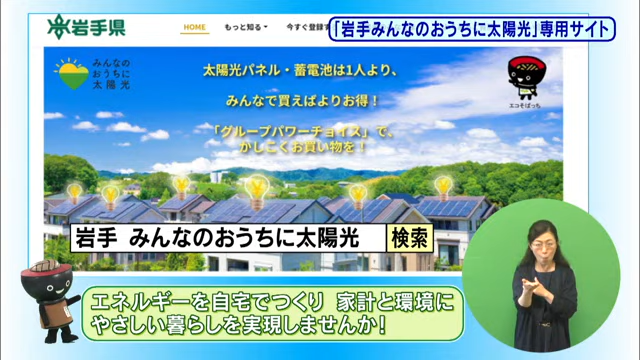 岩手県
HOME
もっと知る
今すぐ登録す
「岩手みんなのおうちに太陽光」専用サイト
みんなの
おうちに
太陽光
太陽光パネル・蓄電池は1人より、
みんなで買えばよりお得！
「グループパワーチョイス」で、
かしこくお買い物を！
エコそばっち
岩手 みんなのおうちに太陽光
検索
エネルギーを自宅でつくり 家計と環境に
やさしい暮らしを実現しませんか！